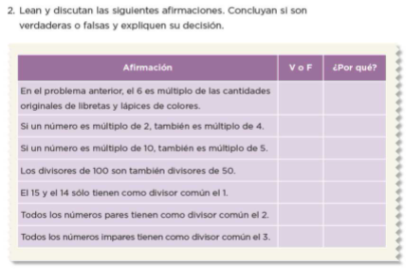 2. Lean y discutan las siguientes afirmaciones. Concluyan si son
verdaderas o falsas y expliquen su decisión.
Afirmación V o F ¿Por qué?
En el problema anterior, el 6 es múltiplo de las cantidades
originales de libretas y lápices de colores.
Si un número es múltiplo de 2, también es múltiplo de 4.
Si un número es múltiplo de 10, también es múltiplo de 5.
Los divisores de 100 son también divisores de 50.
El 15 y el 14 sólo tienen como divisor común el 1.
Todos los números pares tienen como divisor común el 2.
Todos los números impares tienen como divisor común el 3.